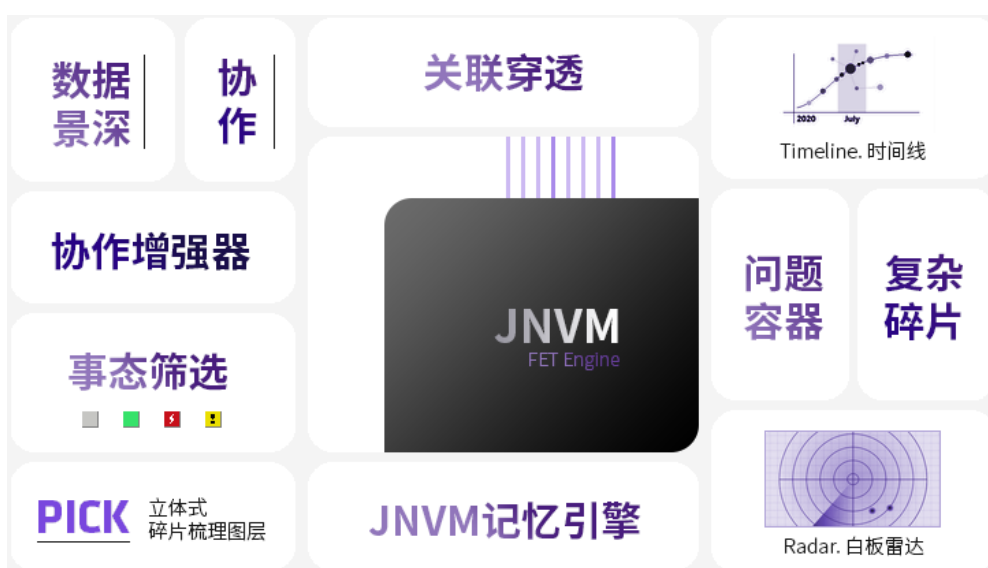 数据
景深
协
作
协作增强器
事态筛选
PICK
立体式
碎片梳理图层
关联穿透
JNVM
FET Engine
JNVM记忆引擎
2020
July
Timeline. 时间线
问题
容器
复杂
碎片
Radar. 白板雷达